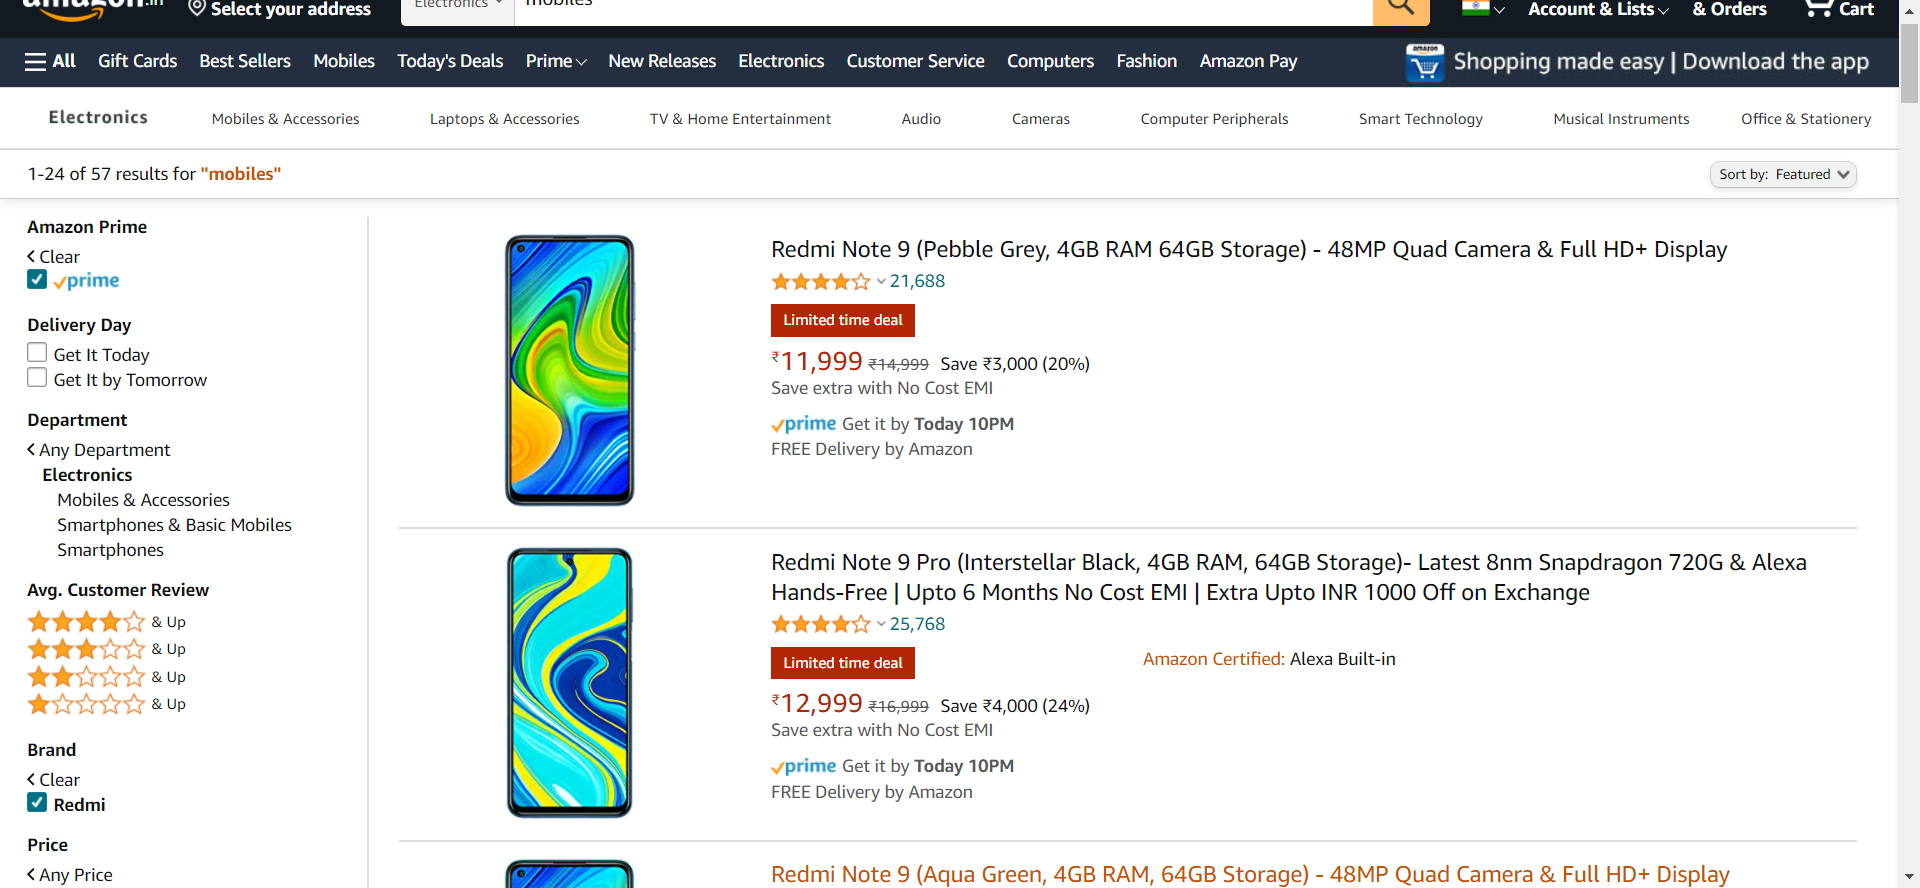 amazon.in
Select your address
Electronics
mobiles
Account & Lists
& Orders
Cart
All
Gift Cards
Best Sellers
Mobiles
Today's Deals
Prime
New Releases
Electronics
Customer Service
Computers
Fashion
Amazon Pay
amazon
Shopping made easy | Download the app
Electronics
Mobiles & Accessories
Laptops & Accessories
TV & Home Entertainment
Audio
Cameras
Computer Peripherals
Smart Technology
Musical Instruments
Office & Stationery
1-24 of 57 results for "mobiles"
Sort by: Featured
Amazon Prime
Clear
prime
Delivery Day
Get It Today
Get It by Tomorrow
Department
Any Department
Electronics
Mobiles & Accessories
Smartphones & Basic Mobiles
Smartphones
Avg. Customer Review
& Up
& Up
& Up
& Up
Brand
Clear
Redmi
Price
Any Price
Redmi Note 9 (Pebble Grey, 4GB RAM 64GB Storage) - 48MP Quad Camera & Full HD+ Display
21,688
Limited time deal
₹11,999 ₹14,999 Save ₹3,000 (20%)
Save extra with No Cost EMI
prime Get it by Today 10PM
FREE Delivery by Amazon
Redmi Note 9 Pro (Interstellar Black, 4GB RAM, 64GB Storage)- Latest 8nm Snapdragon 720G & Alexa
Hands-Free | Upto 6 Months No Cost EMI | Extra Upto INR 1000 Off on Exchange
25,768
Limited time deal
Amazon Certified: Alexa Built-in
₹12,999 ₹16,999 Save ₹4,000 (24%)
Save extra with No Cost EMI
prime Get it by Today 10PM
FREE Delivery by Amazon
Redmi Note 9 (Aqua Green, 4GB RAM, 64GB Storage) - 48MP Quad Camera & Full HD+ Display